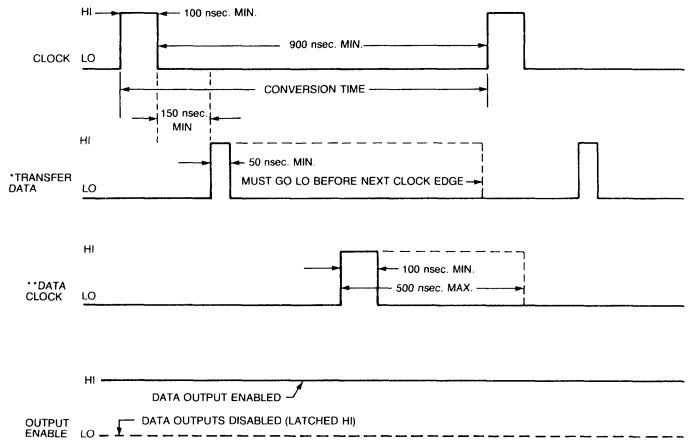 HI
100 nsec. MIN.
900 nsec. MIN.
CLOCK LO
CONVERSION TIME
150 nsec.
MIN
HI
50 nsec. MIN.
*TRANSFER
DATA
MUST GO LO BEFORE NEXT CLOCK EDGE
LO
HI
100 nsec. MIN.
**DATA
CLOCK
500 nsec. MAX.
LO
HI
DATA OUTPUT ENABLED
DATA OUTPUTS DISABLED (LATCHED HI)
OUTPUT
ENABLE LO